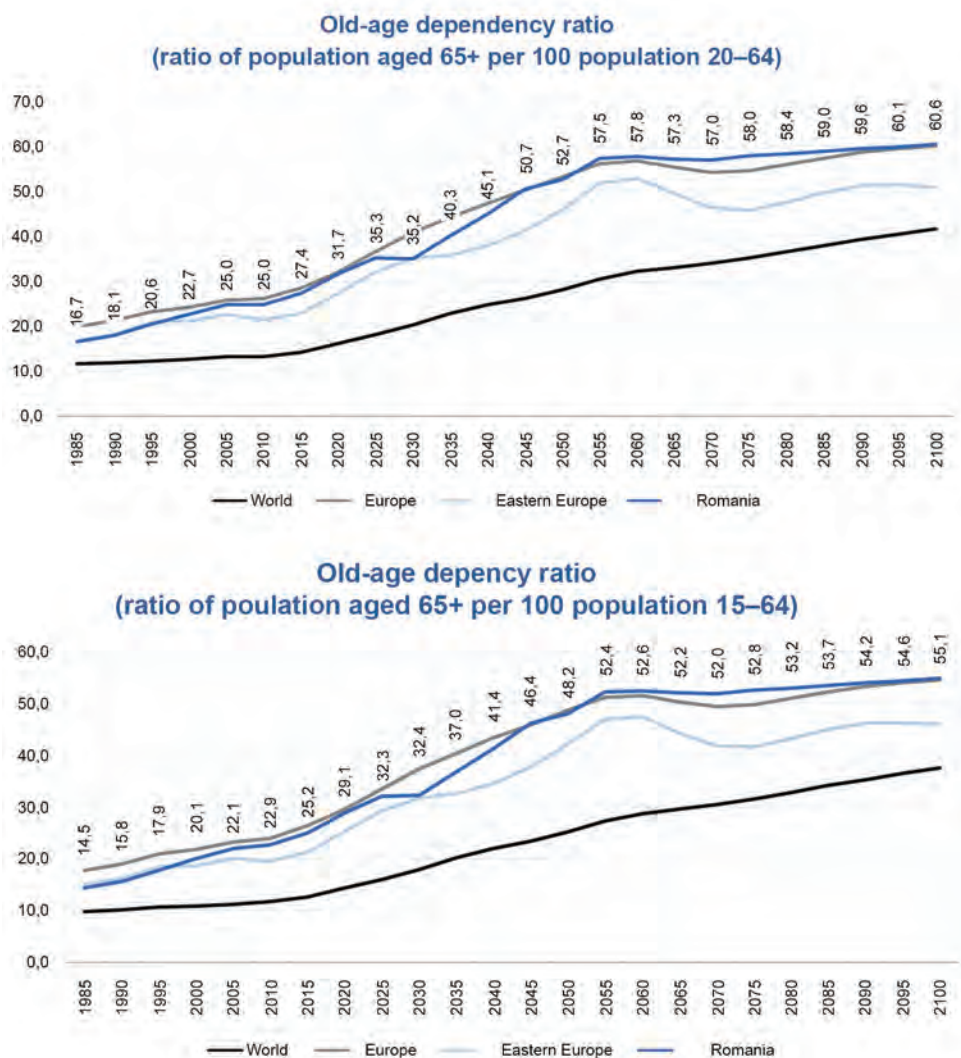 Old-age dependency ratio
(ratio of population aged 65+ per 100 population 20–64)
70,0
60,0
50,0
40,0
30,0
20,0
10,0
0,0
16,7 18,1 20,6 22,7 25,0 25,0 27,4 31,7 35,3 35,2 40,3 45,1 50,7 52,7 57,5 57,8 57,3 57,0 58,0 58,4 59,0 59,6 60,1 60,6
1985 1990 1995 2000 2005 2010 2015 2020 2025 2030 2035 2040 2045 2050 2055 2060 2065 2070 2075 2080 2085 2090 2095 2100
World Europe Eastern Europe Romania
Old-age depency ratio
(ratio of poulation aged 65+ per 100 population 15–64)
60,0
50,0
40,0
30,0
20,0
10,0
0,0
14,5 15,8 17,9 20,1 22,1 22,9 25,2 29,1 32,3 32,4 37,0 41,4 46,4 48,2 52,4 52,6 52,2 52,0 52,8 53,2 53,7 54,2 54,6 55,1
1985 1990 1995 2000 2005 2010 2015 2020 2025 2030 2035 2040 2045 2050 2055 2060 2065 2070 2075 2080 2085 2090 2095 2100
World Europe Eastern Europe Romania